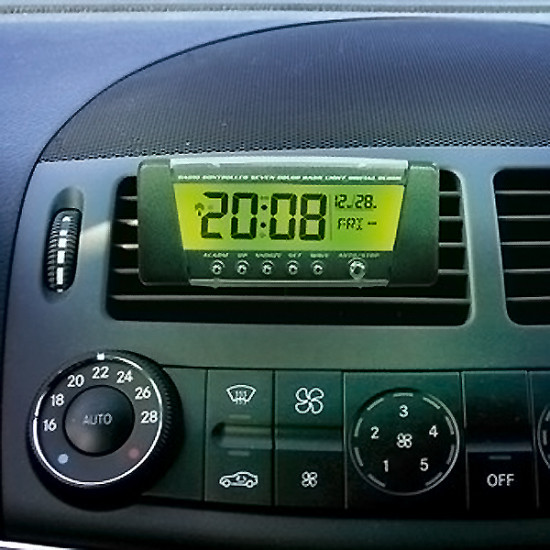 RADIO CONTROLLED SEVEN COLOR BACK LIGHT DIGITAL CLOCK
20:08 12/28.
FRI
ALARM UP SNOOZE SET WAVE AUTO/STOP
16 18 20 22 24 26 28
AUTO
1 2 3 4 5
OFF